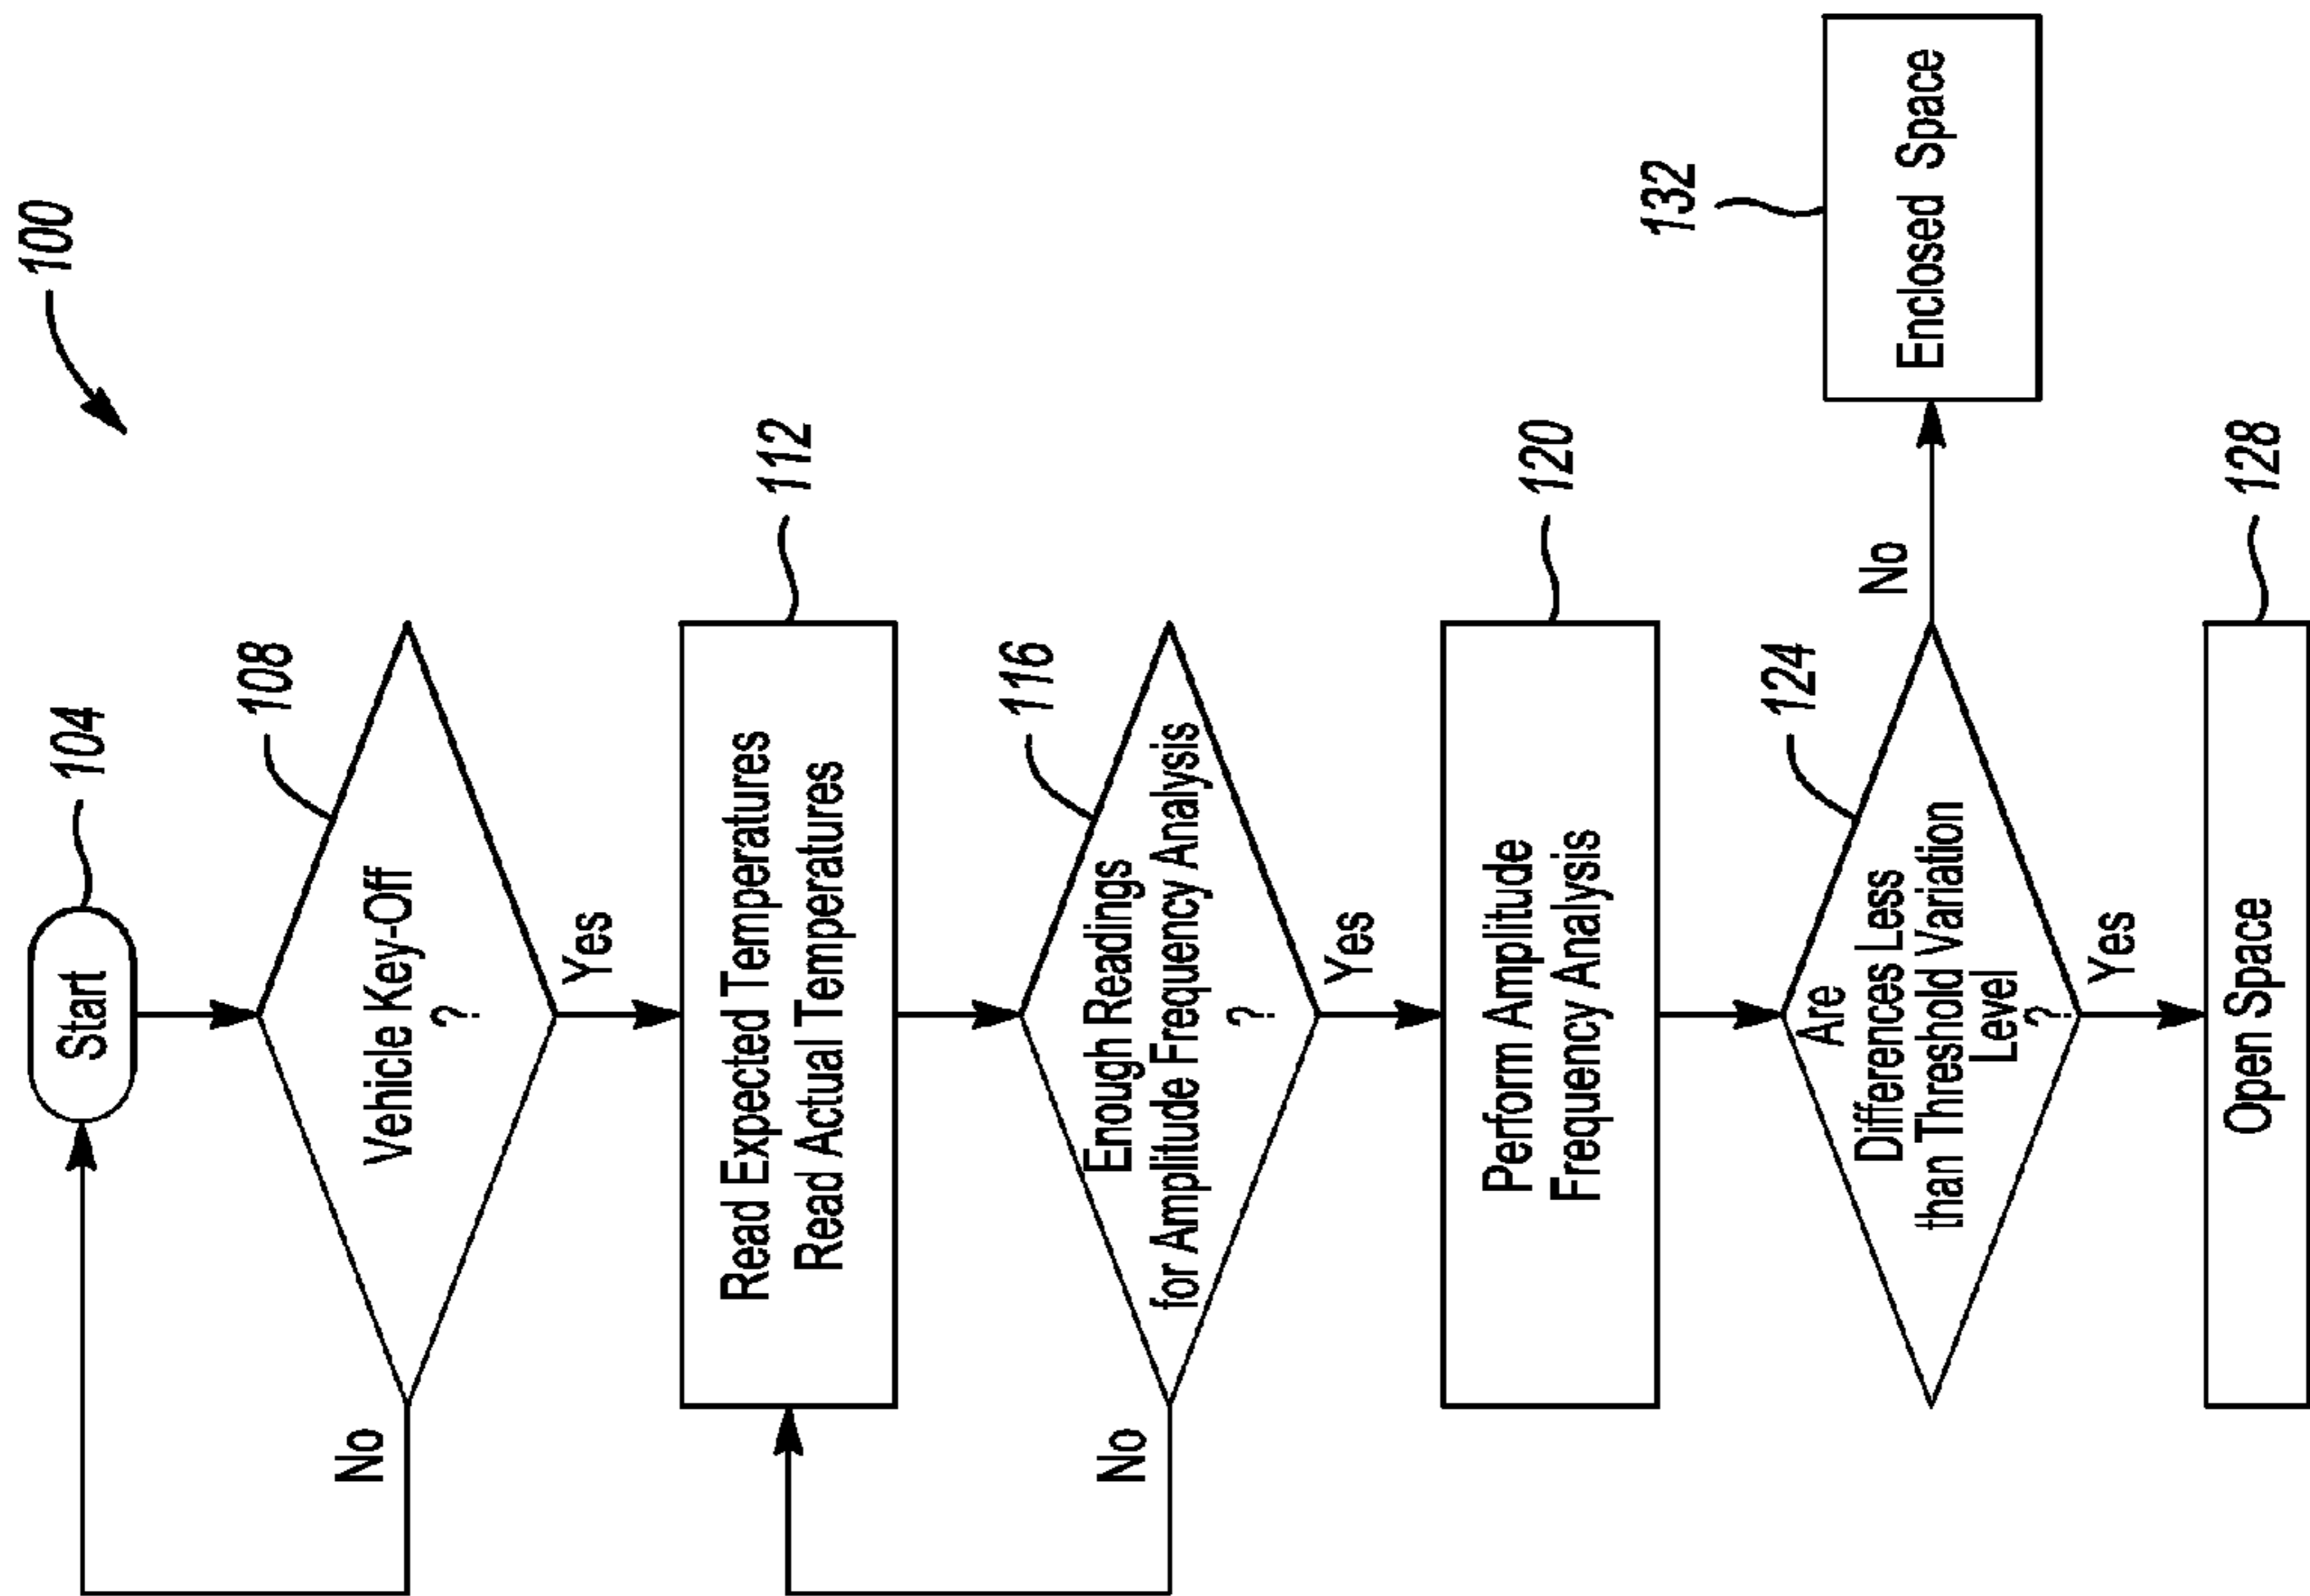 100
Start
104
Vehicle Key-Off
?
108
No
Yes
Read Expected Temperatures
Read Actual Temperatures
112
Enough Readings
for Amplitude Frequency Analysis
?
116
No
Yes
Perform Amplitude
Frequency Analysis
120
Are
Differences Less
than Threshold Variation
Level
?
124
No
Enclosed Space
132
Yes
Open Space
128